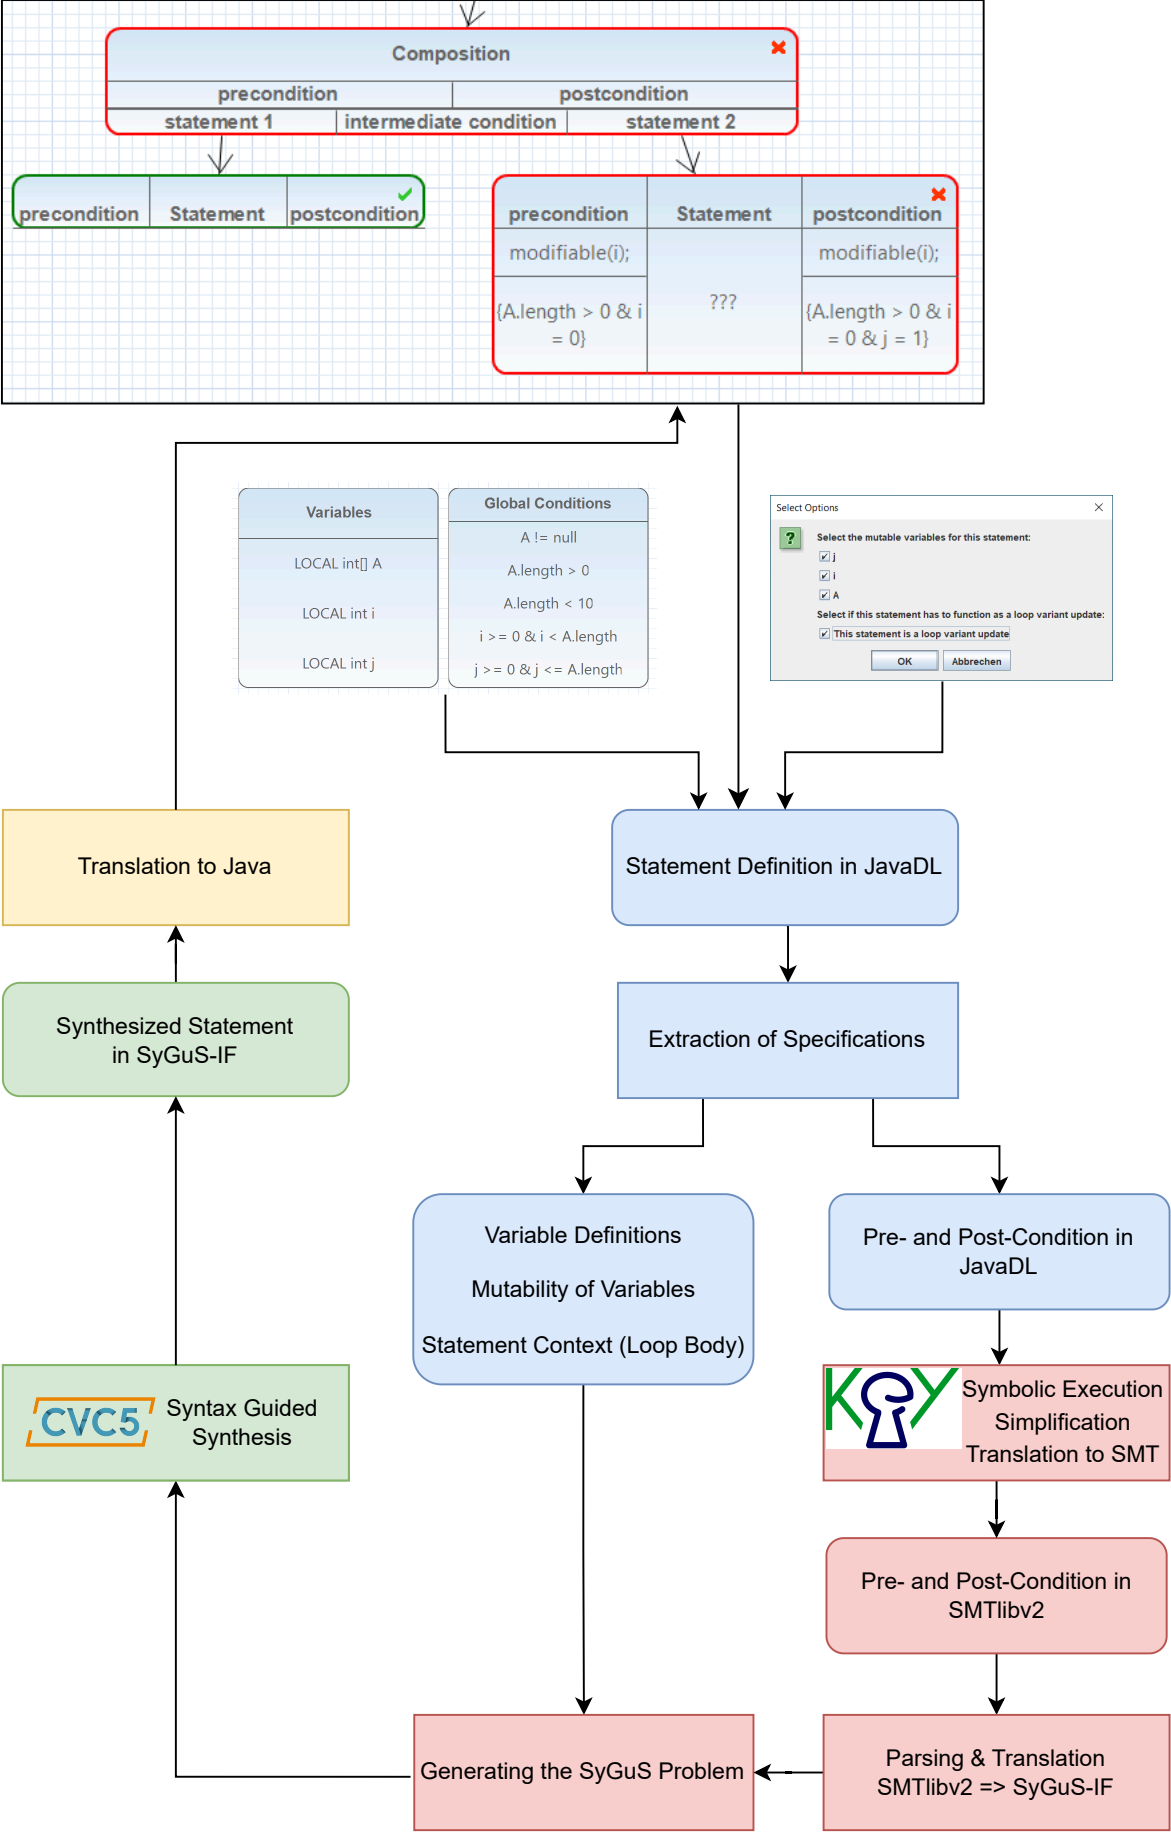 Composition
precondition
postcondition
statement 1
intermediate condition
statement 2
precondition
Statement
postcondition
precondition
Statement
postcondition
modifiable(i);
modifiable(i);
{A.length > 0 & i
= 0}
???
{A.length > 0 & i
= 0 & j = 1}
Variables
LOCAL int[] A
LOCAL int i
LOCAL int j
Global Conditions
A != null
A.length > 0
A.length < 10
i >= 0 & i < A.length
j >= 0 & j <= A.length
Select Options
?
Select the mutable variables for this statement:
j
i
A
Select if this statement has to function as a loop variant update:
This statement is a loop variant update
OK
Abbrechen
Translation to Java
Statement Definition in JavaDL
Synthesized Statement
in SyGuS-IF
Extraction of Specifications
Variable Definitions
Mutability of Variables
Statement Context (Loop Body)
Pre- and Post-Condition in
JavaDL
CVC5
Syntax Guided
Synthesis
KeY
Symbolic Execution
Simplification
Translation to SMT
Pre- and Post-Condition in
SMTlibv2
Generating the SyGuS Problem
Parsing & Translation
SMTlibv2 => SyGuS-IF